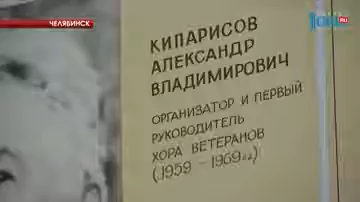 ЧЕЛЯБИНСК
КИПАРИСОВ
АЛЕКСАНДР
ВЛАДИМИРОВИЧ
ОРГАНИЗАТОР И ПЕРВЫЙ
РУКОВОДИТЕЛЬ
ХОРА ВЕТЕРАНОВ
(1959 - 1969гг)